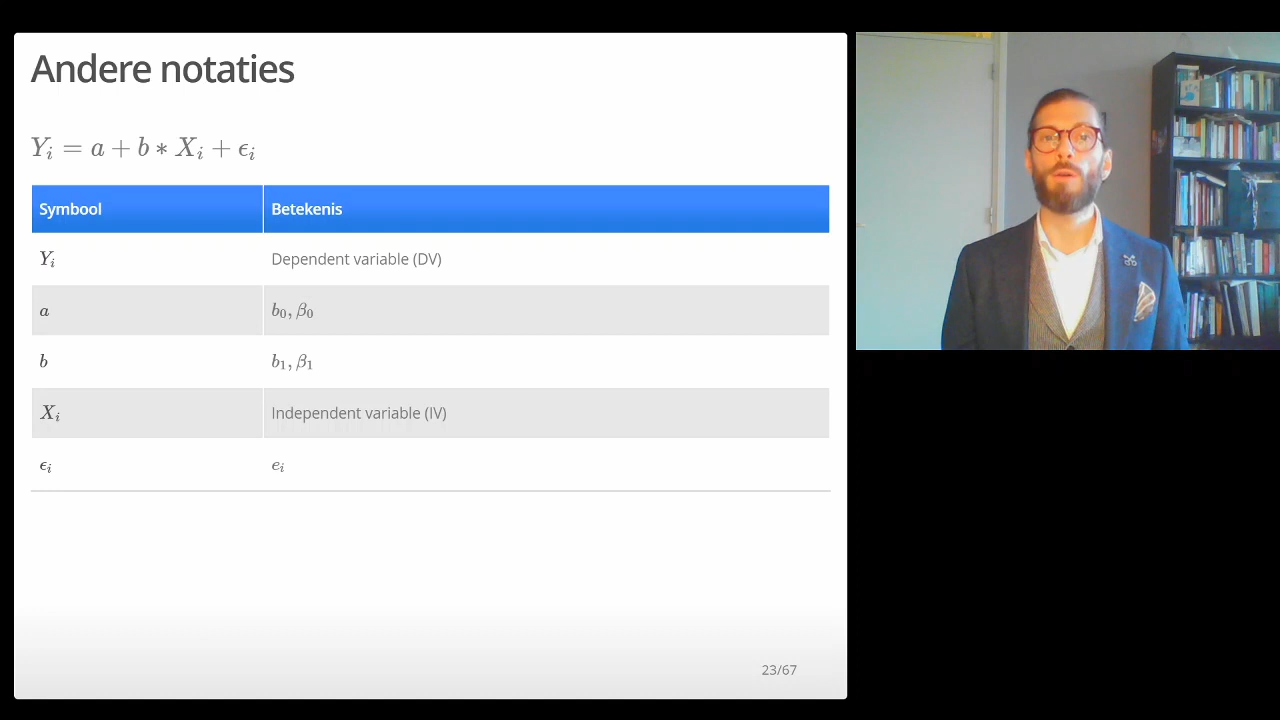 Andere notaties
Y_i = a + b * X_i + ϵ_i
Symbool Betekenis
Y_i Dependent variable (DV)
a b_0, β_0
b b_1, β_1
X_i Independent variable (IV)
ϵ_i e_i
23/67